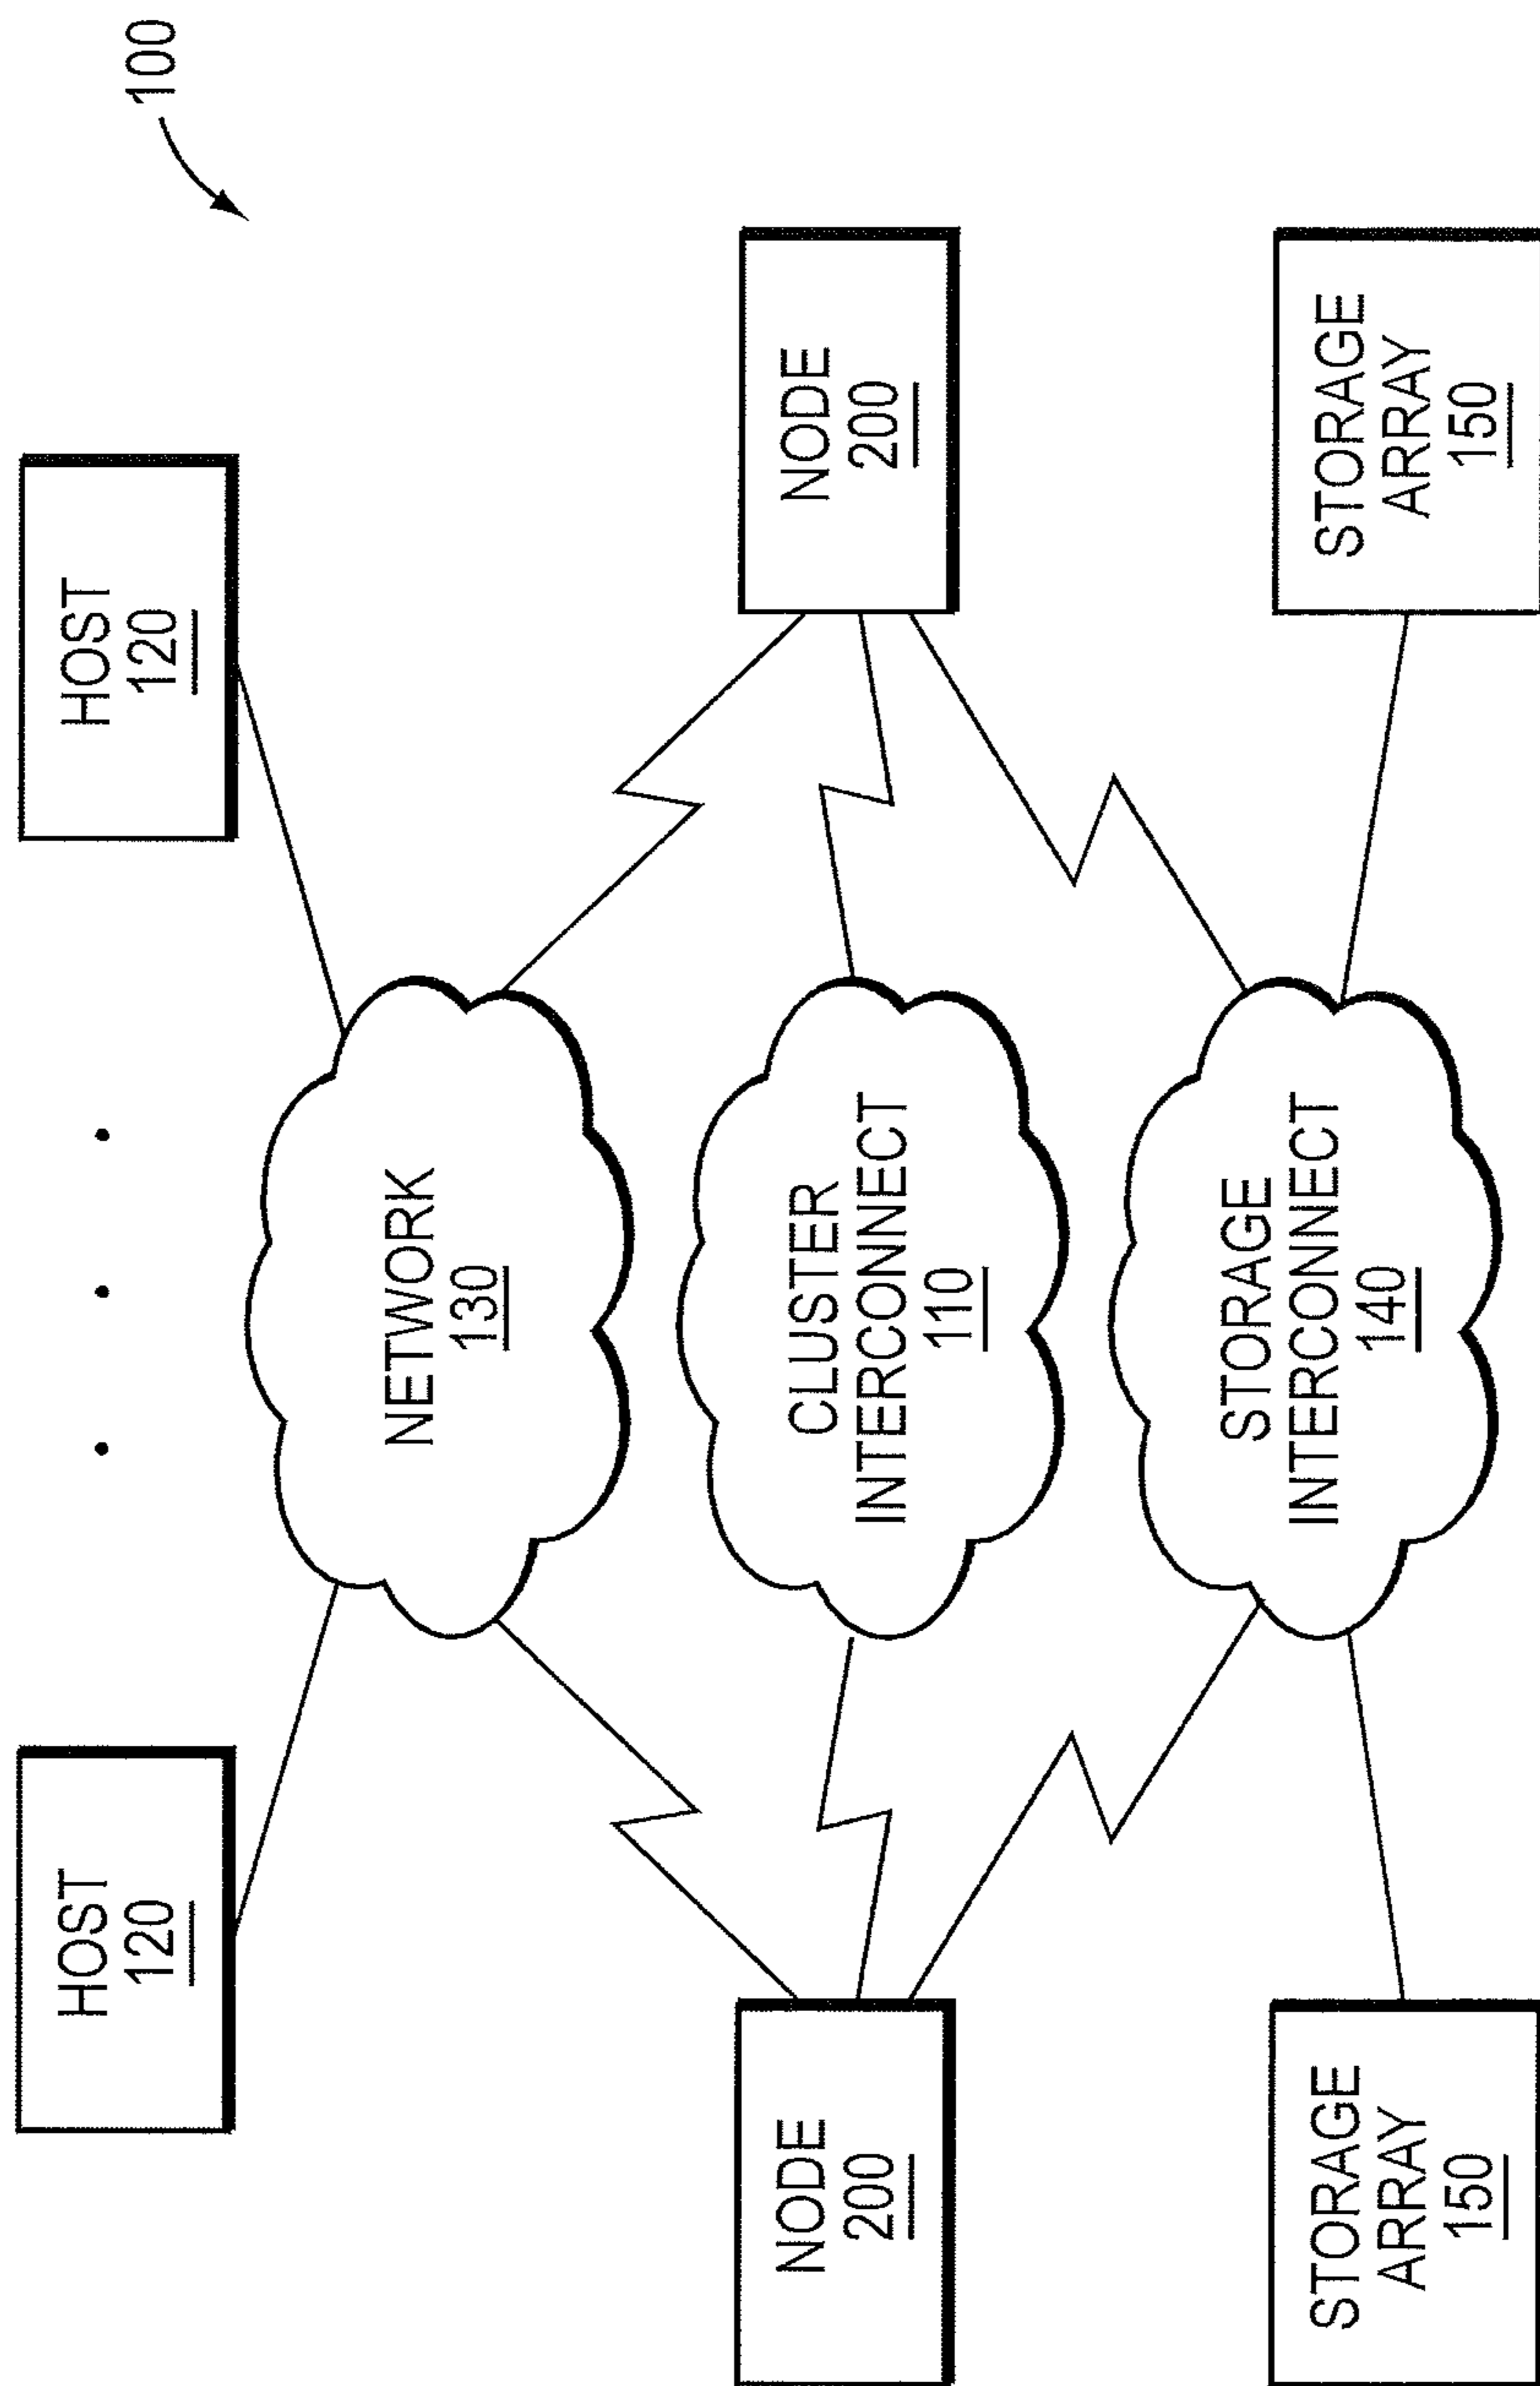 100
HOST
120
HOST
120
NETWORK
130
NODE
200
CLUSTER
INTERCONNECT
110
NODE
200
STORAGE
ARRAY
150
STORAGE
INTERCONNECT
140
STORAGE
ARRAY
150